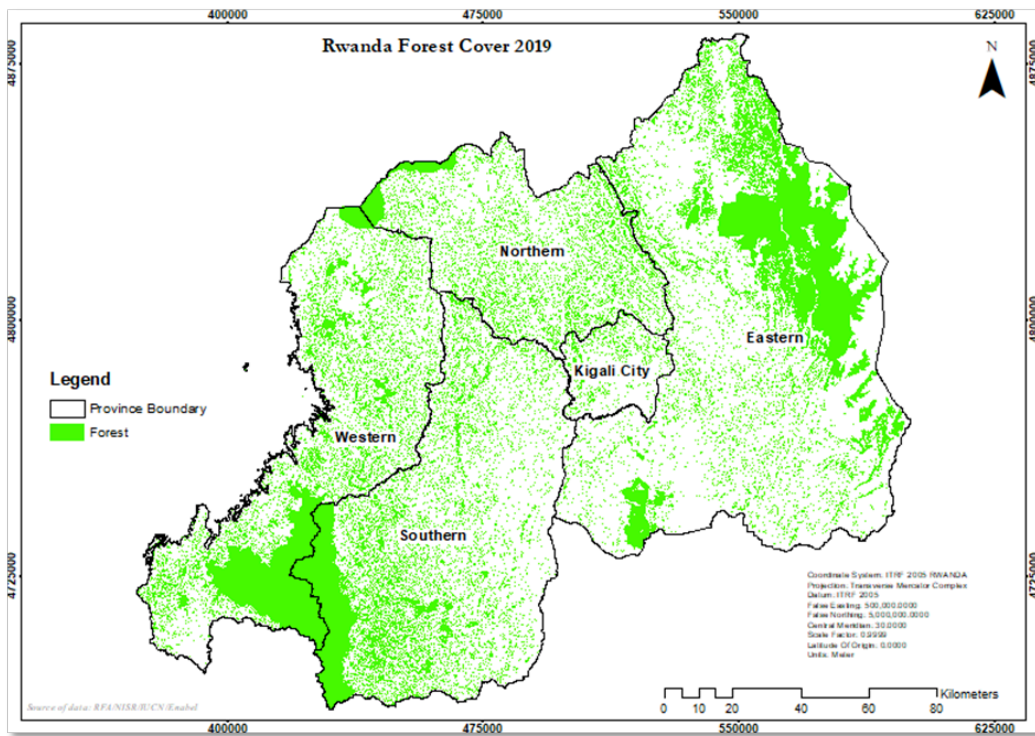 400000 475000 550000 625000
Rwanda Forest Cover 2019
N
4875000 4875000
Northern
4800000 4800000
Eastern
Kigali City
Legend
Province Boundary
Forest
Western
Southern
4725000 4725000
Coordinate System. ITRF 2005 RWANDA
Projection. Transverse Mercator Complex
Datum. ITRF 2005
False Easting. 500,000.0000
False Northing. 5,000,000.0000
Central Meridian. 30.0000
Scale Factor. 0.9999
Latitude Of Origin. 0.0000
Units. Meter
Kilometers
0 10 20 40 60 80
Source of data: RFA/NISR/IUCN/Enabel
400000 475000 550000 625000